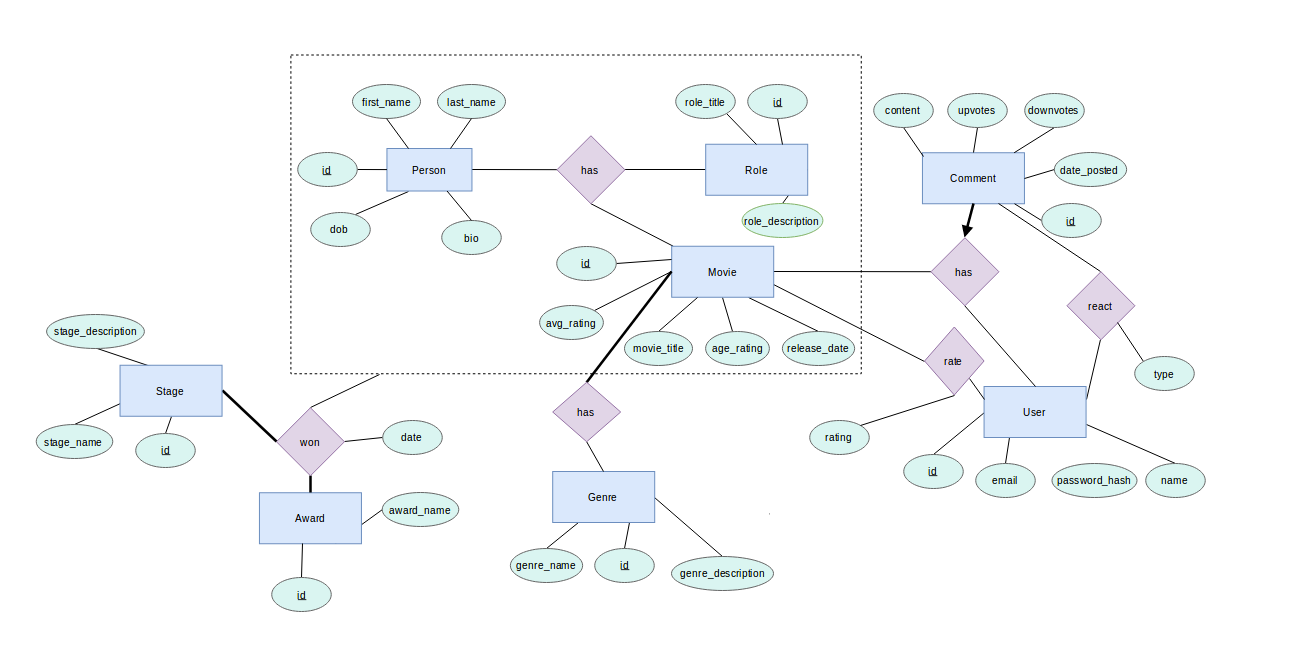 first_name
last_name
role_title
id
content
upvotes
downvotes
id
Person
has
Role
Comment
date_posted
dob
bio
role_description
id
id
Movie
has
avg_rating
movie_title
age_rating
release_date
react
stage_description
rate
type
Stage
has
User
stage_name
id
won
date
rating
id
email
password_hash
name
Award
award_name
Genre
genre_name
id
genre_description
id